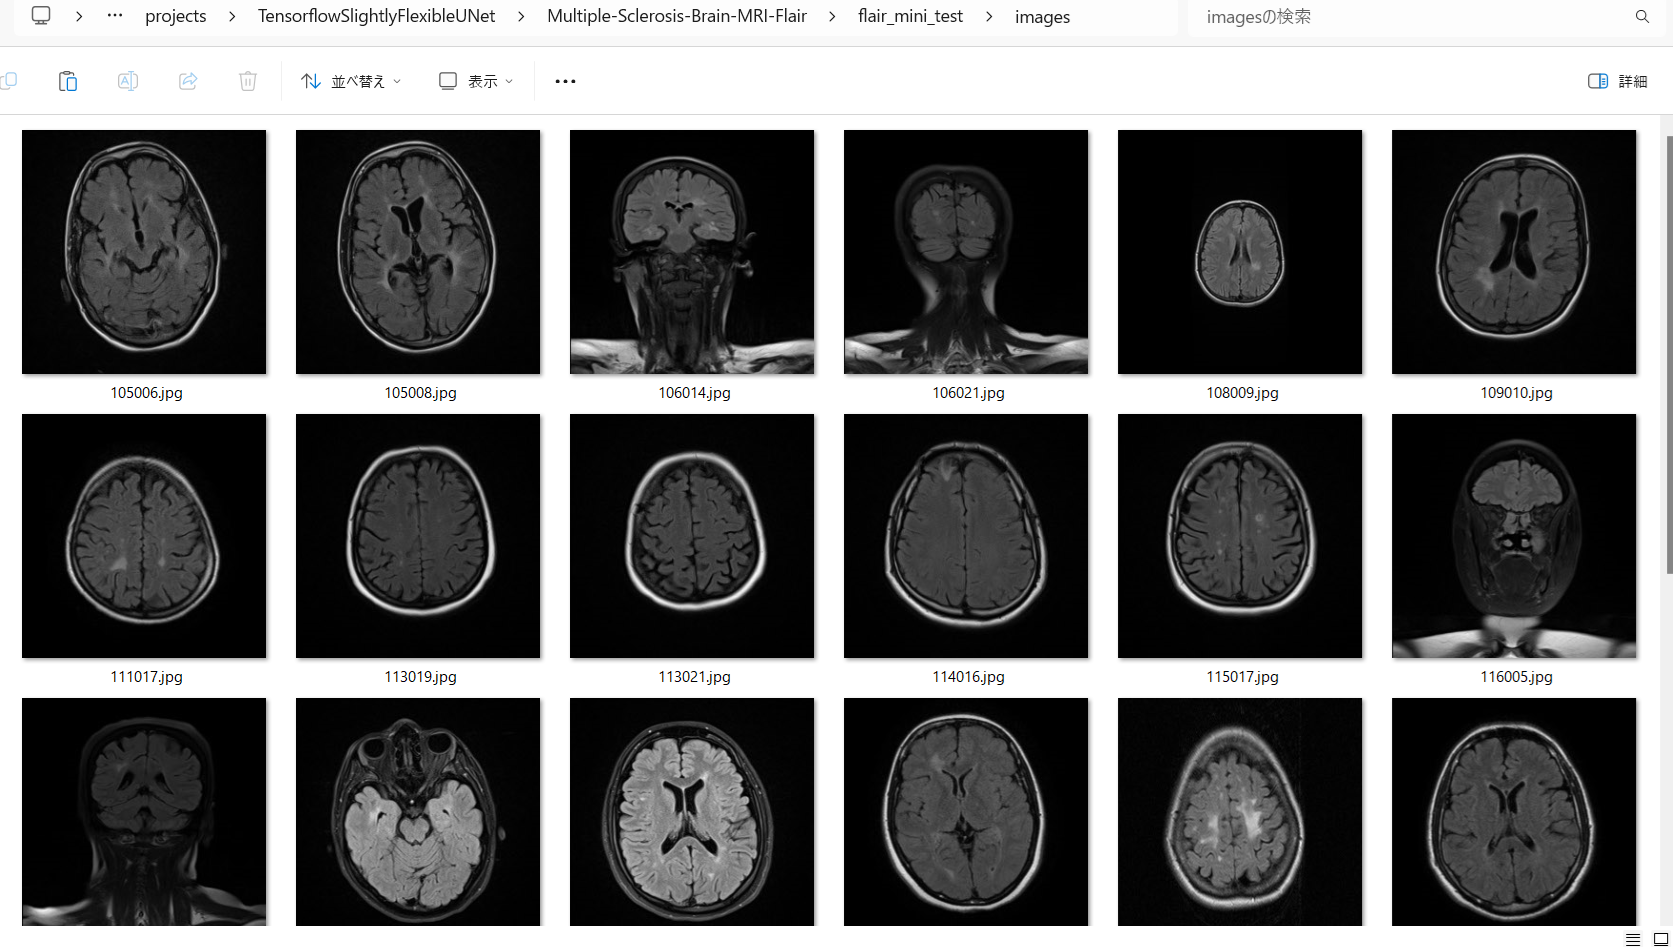 projects > TensorflowSlightlyFlexibleUNet > Multiple-Sclerosis-Brain-MRI-Flair > flair_mini_test > images
imagesの検索
並べ替え 表示 詳細
105006.jpg 105008.jpg 106014.jpg 106021.jpg 108009.jpg 109010.jpg
111017.jpg 113019.jpg 113021.jpg 114016.jpg 115017.jpg 116005.jpg